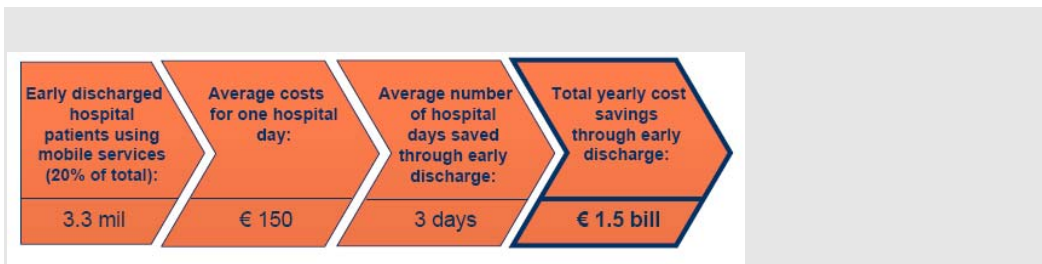 Early discharged
hospital
patients using
mobile services
(20% of total):
3.3 mil
Average costs
for one hospital
day:
€ 150
Average number
of hospital
days saved
through early
discharge:
3 days
Total yearly cost
savings
through early
discharge:
€ 1.5 bill